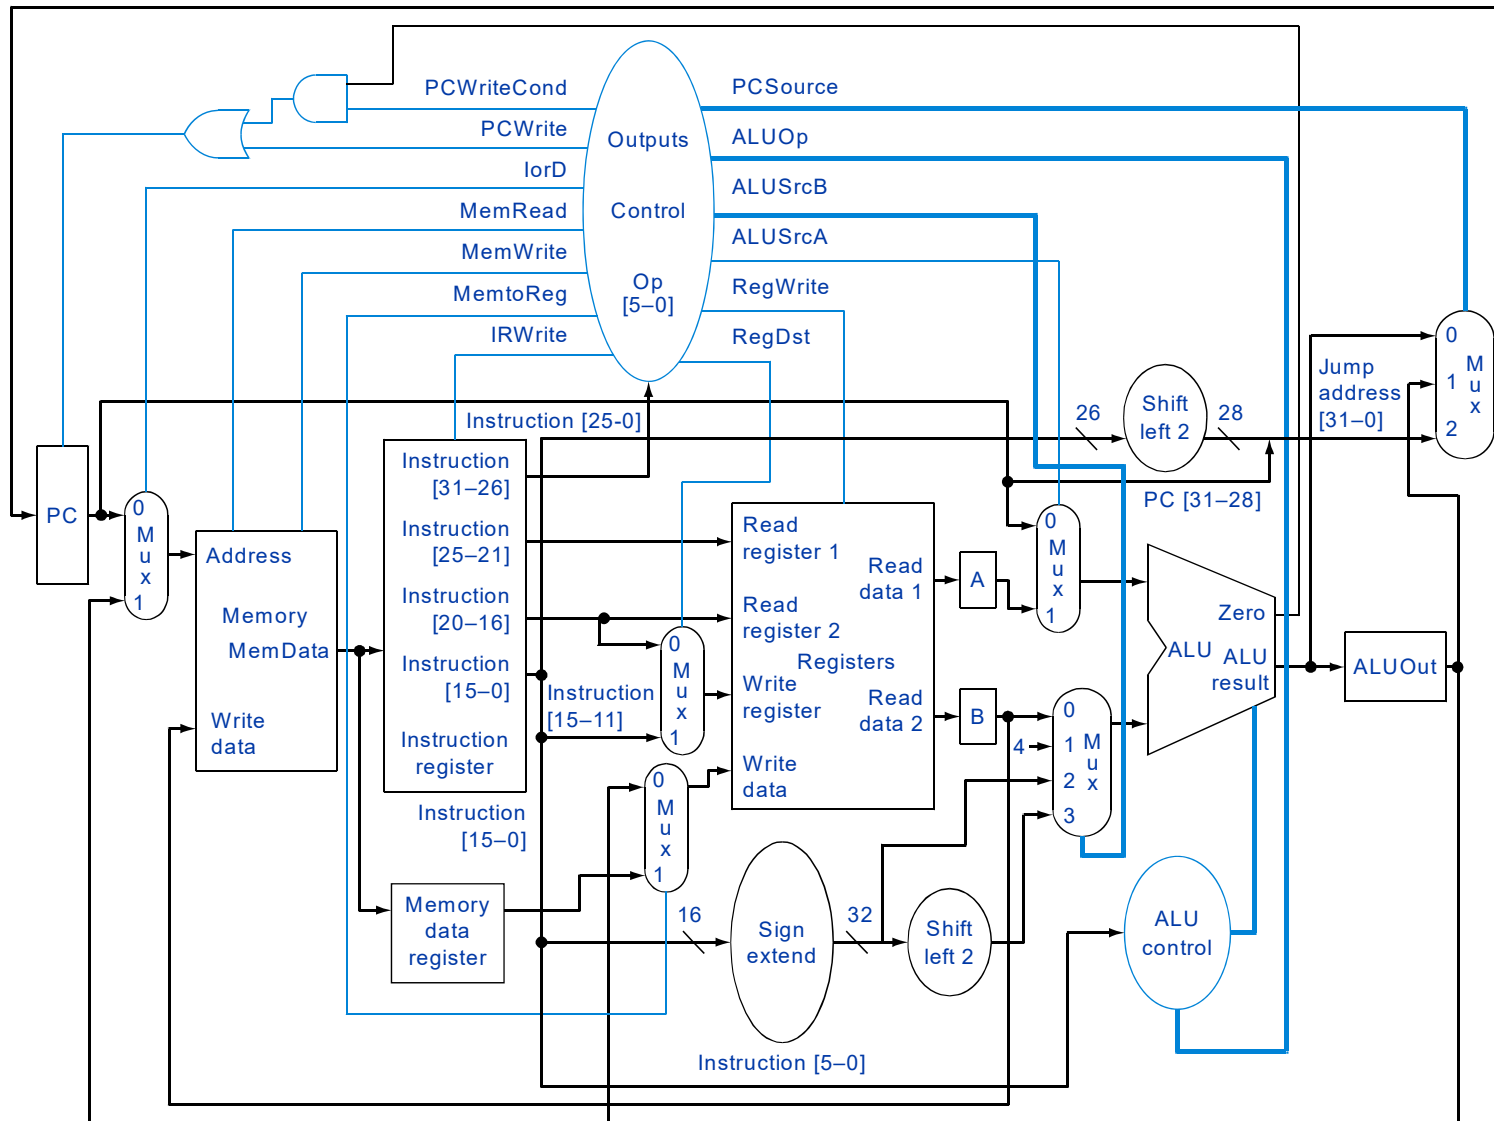 PCWriteCond
PCWrite
IorD
MemRead
MemWrite
MemtoReg
IRWrite
Outputs
Control
Op
[5–0]
PCSource
ALUOp
ALUSrcB
ALUSrcA
RegWrite
RegDst
Instruction [25-0]
26
Shift
left 2
28
Jump
address
[31–0]
0
1
2
M
u
x
PC [31–28]
PC
0
M
u
x
1
Address
Memory
MemData
Write
data
Instruction
[31–26]
Instruction
[25–21]
Instruction
[20–16]
Instruction
[15–0]
Instruction
register
Instruction
[15–0]
Memory
data
register
Instruction
[15–11]
0
M
u
x
1
0
M
u
x
1
Read
register 1
Read
register 2
Registers
Write
register
Write
data
Read
data 1
Read
data 2
A
B
4
0
M
u
x
1
0
1
2
3
M
u
x
Zero
ALU
ALU
result
ALUOut
16
Sign
extend
32
Shift
left 2
ALU
control
Instruction [5–0]